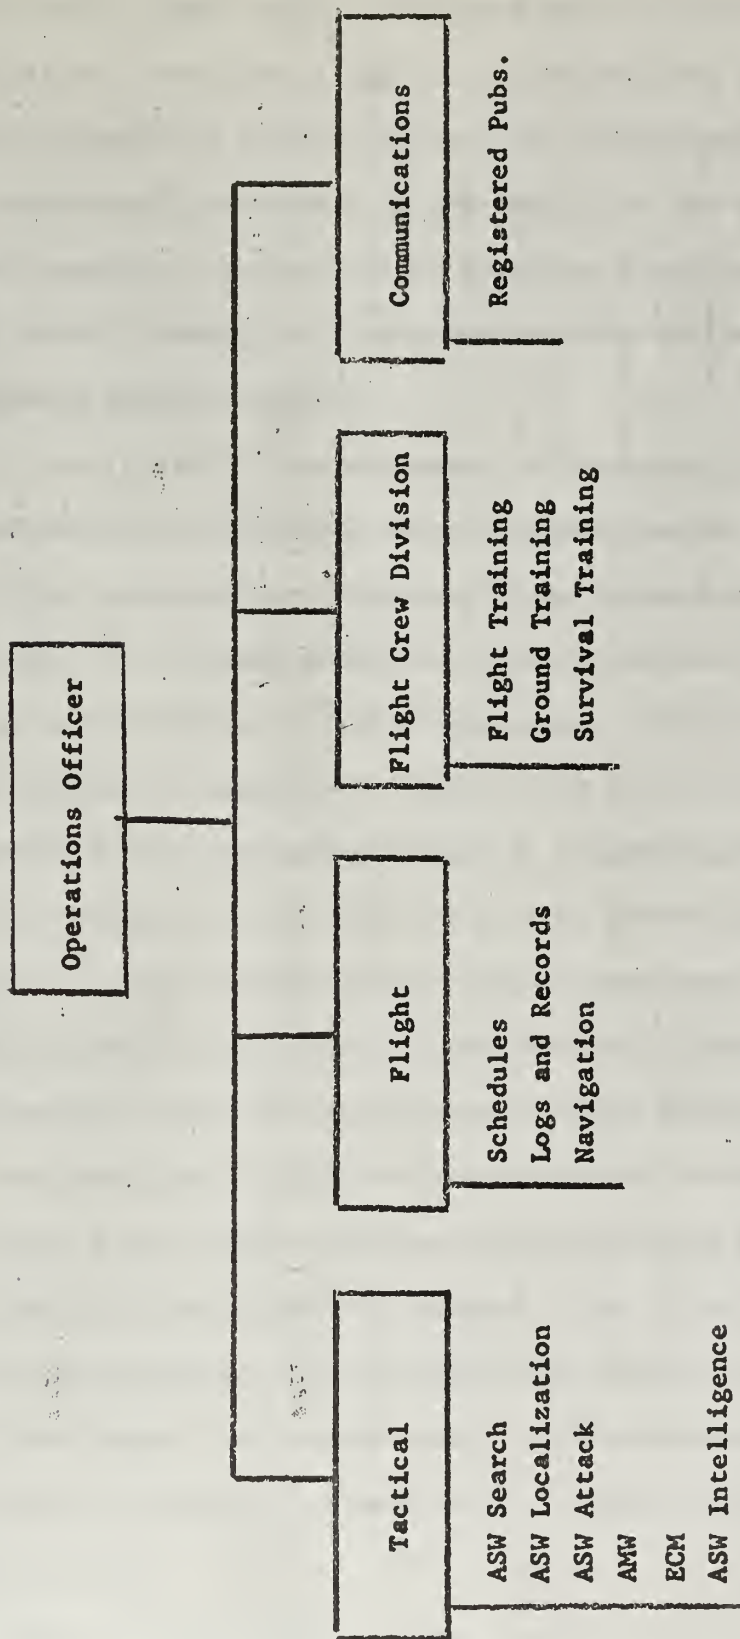 Operations Officer
Tactical
ASW Search
ASW Localization
ASW Attack
AMW
ECM
ASW Intelligence
Flight
Schedules
Logs and Records
Navigation
Flight Crew Division
Flight Training
Ground Training
Survival Training
Communications
Registered Pubs.